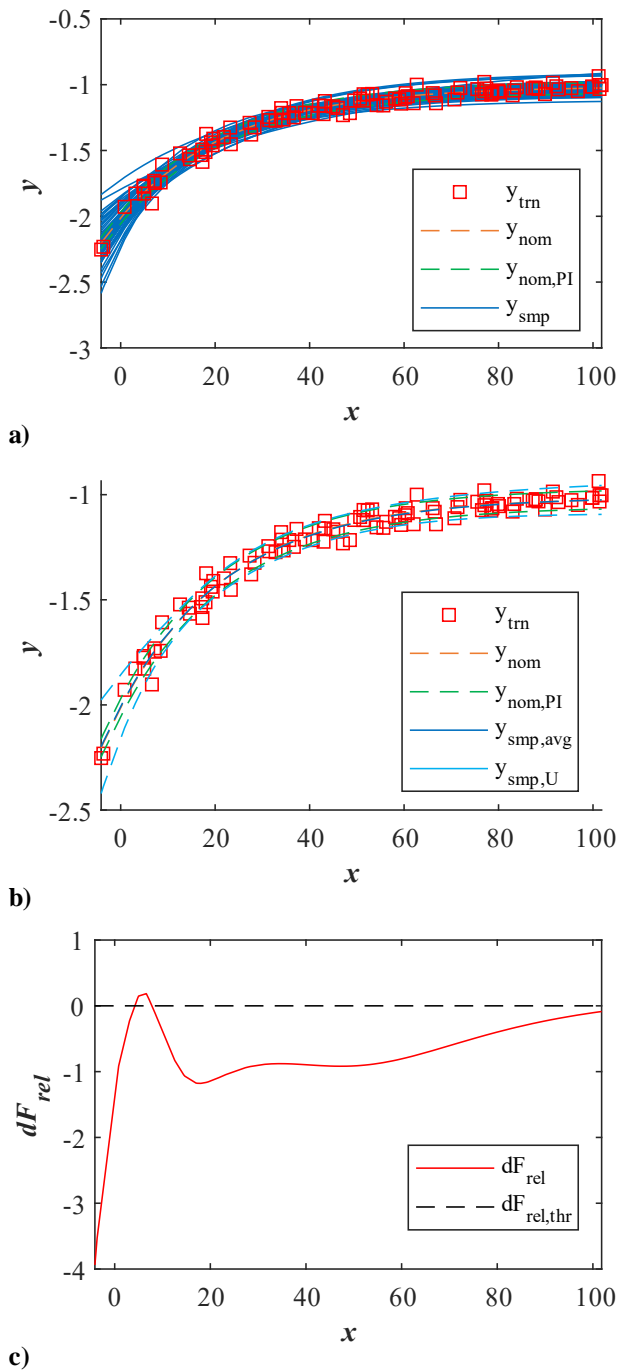 -0.5
-1
-1.5
-2
-2.5
-3
y
0 20 40 60 80 100
x
y_trn
y_nom
y_nom,PI
y_smp
a)
-1
-1.5
-2
-2.5
y
0 20 40 60 80 100
x
y_trn
y_nom
y_nom,PI
y_smp,avg
y_smp,U
b)
1
0
-1
-2
-3
-4
dF_rel
0 20 40 60 80 100
x
dF_rel
dF_rel,thr
c)